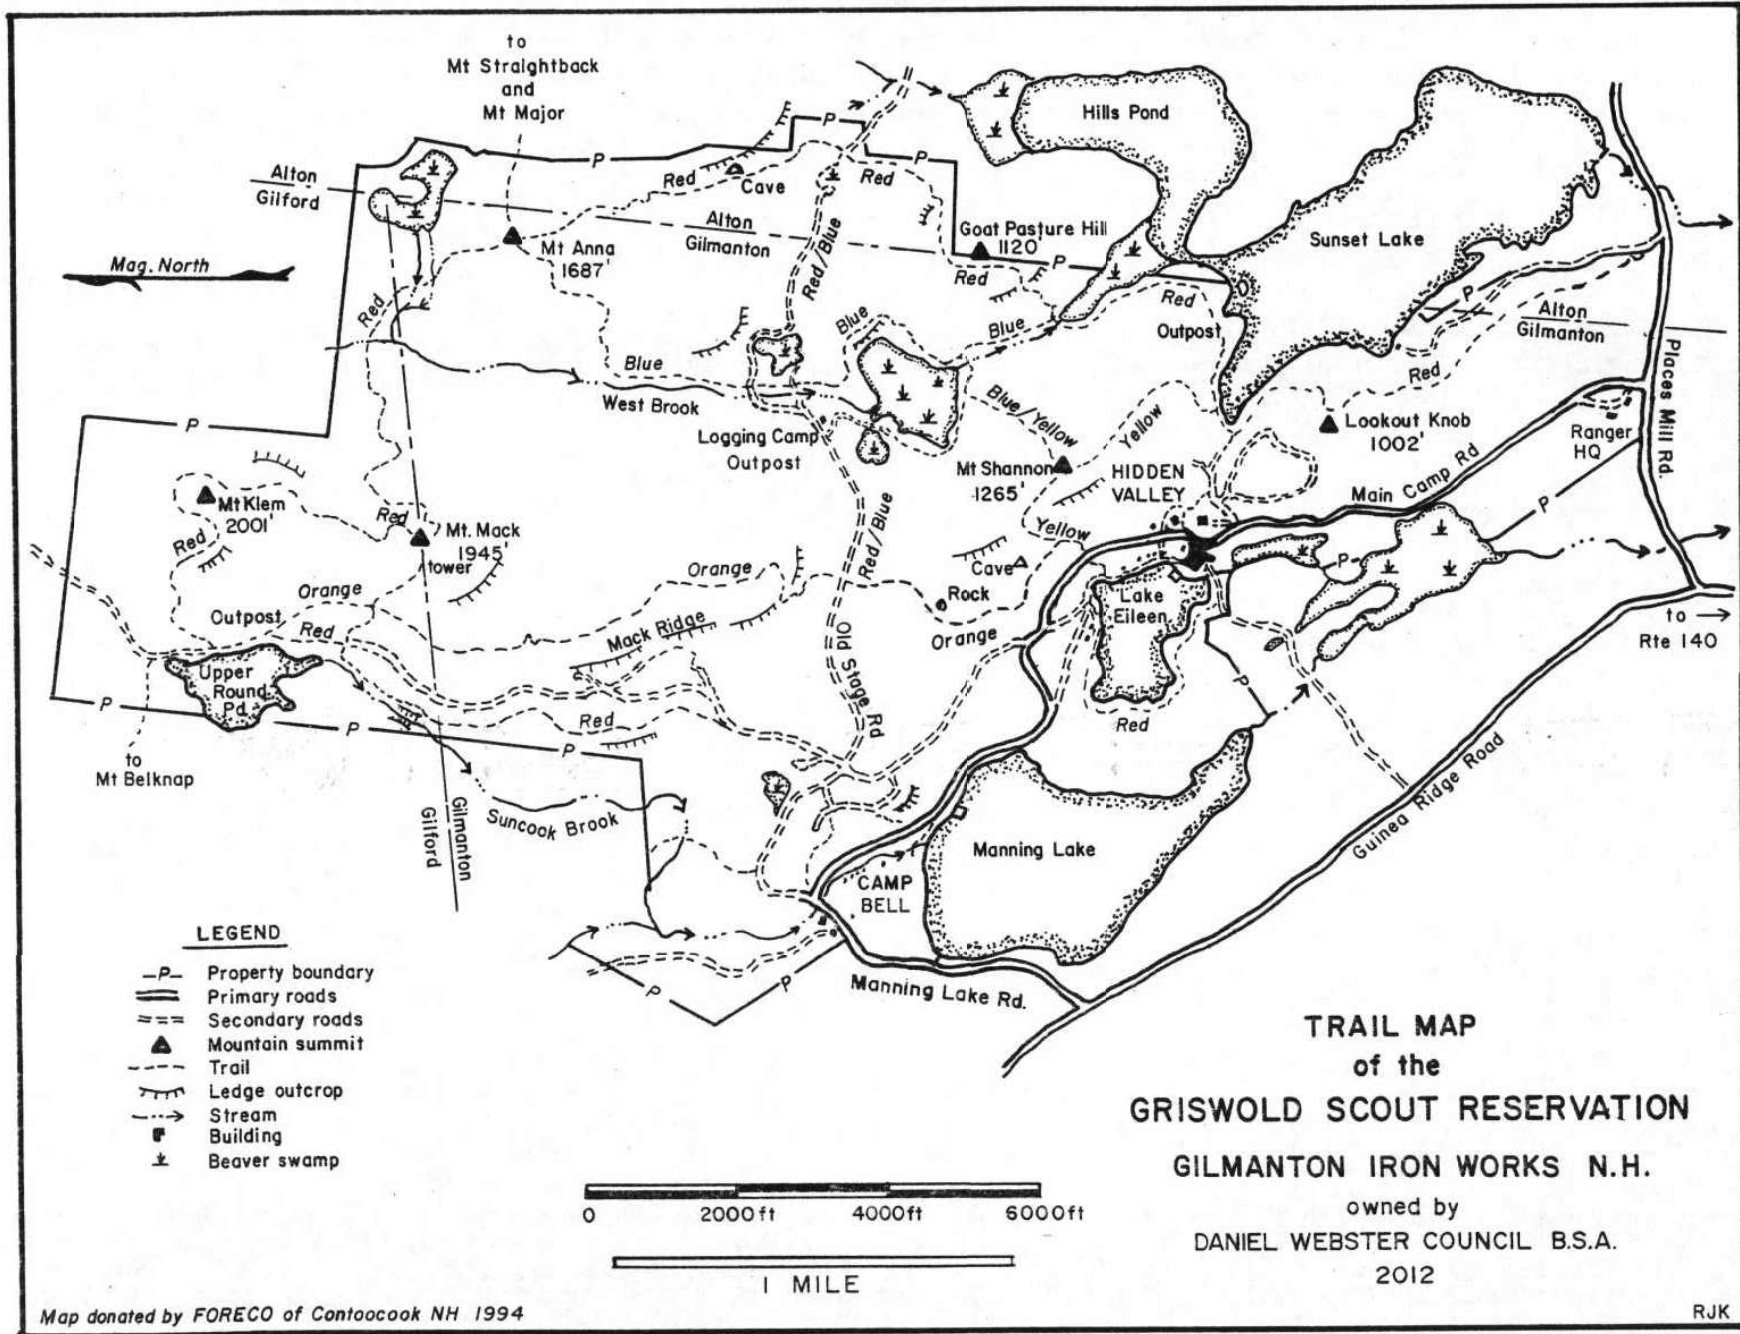 to
Mt Straightback
and
Mt Major
Hills Pond
P
P
P
Alton
Gilford
Red
Cave
Red
Alton
Gilmanton
Goat Pasture Hill
1120'
Sunset Lake
Mt Anna
1687'
Red/Blue
Mag. North
Red
P
Red
Red
P
Outpost
Alton
Gilmanton
Blue
Blue
Blue
West Brook
Red
Places Mill Rd.
P
Logging Camp
Outpost
Blue/Yellow
Yellow
Lookout Knob
1002'
Ranger
HQ
Mt Shannon
1265'
HIDDEN
VALLEY
Main Camp Rd
P
Mt Klem
2001'
Red
Red
Mt. Mack
1945'
tower
Red/Blue
Yellow
Cave
P
Orange
Orange
Rock
Lake
Eileen
Outpost
Red
Mack Ridge
Orange
to
Rte 140
Upper
Round
Pd.
P
P
Red
Old Stage Rd
P
Red
P
to
Mt Belknap
Gilford
Gilmanton
Suncook Brook
Manning Lake
Guinea Ridge Road
CAMP
BELL
P
P
Manning Lake Rd.
LEGEND
-P- Property boundary
Primary roads
Secondary roads
Mountain summit
Trail
Ledge outcrop
Stream
Building
Beaver swamp
TRAIL MAP
of the
GRISWOLD SCOUT RESERVATION
GILMANTON IRON WORKS N.H.
owned by
DANIEL WEBSTER COUNCIL B.S.A.
2012
0 2000ft 4000ft 6000ft
1 MILE
Map donated by FORECO of Contoocook NH 1994
RJK